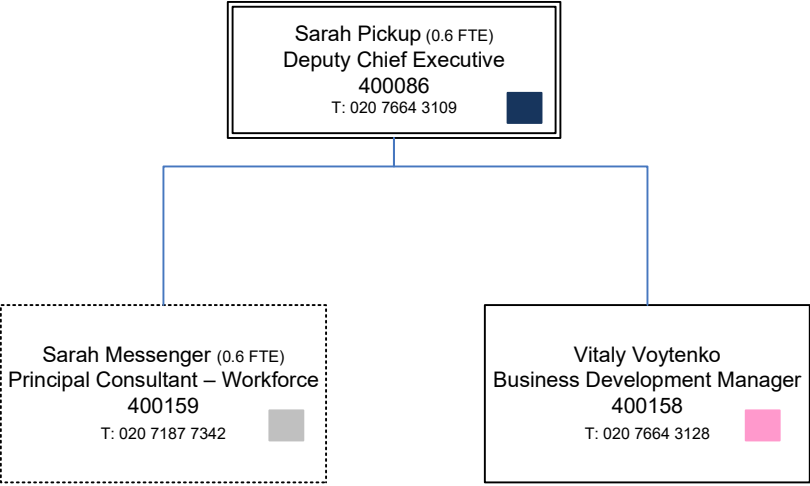 Sarah Pickup (0.6 FTE)
Deputy Chief Executive
400086
T: 020 7664 3109
Sarah Messenger (0.6 FTE)
Principal Consultant – Workforce
400159
T: 020 7187 7342
Vitaly Voytenko
Business Development Manager
400158
T: 020 7664 3128